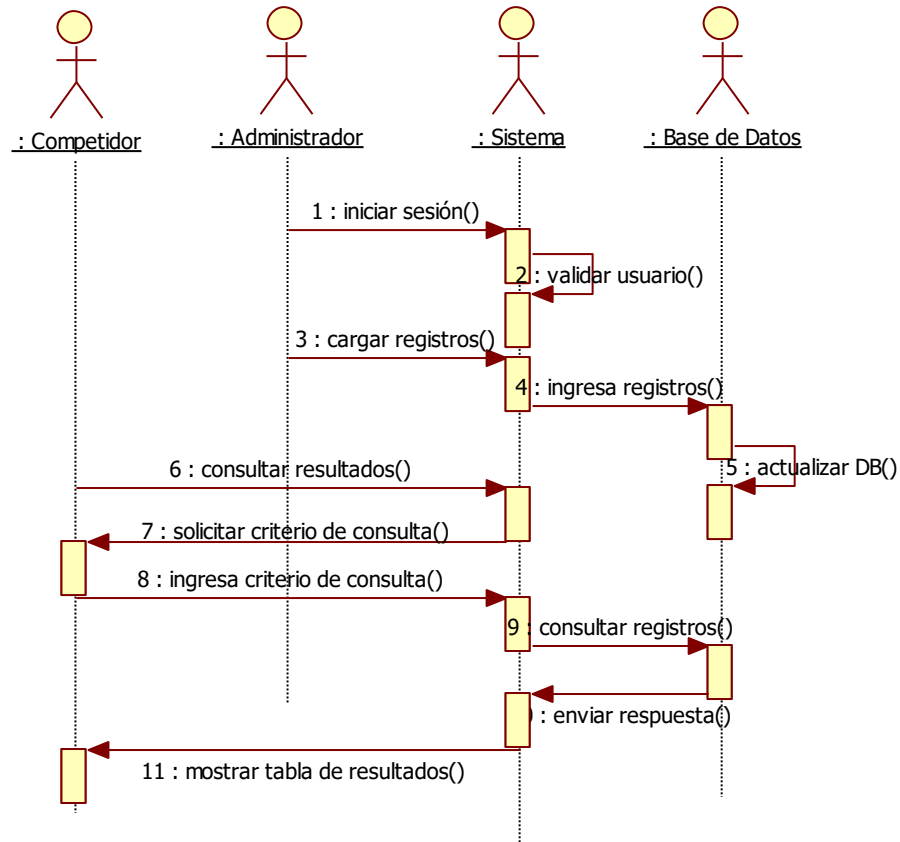 : Competidor
: Administrador
: Sistema
: Base de Datos
1 : iniciar sesión()
2 : validar usuario()
3 : cargar registros()
4 : ingresa registros()
5 : actualizar DB()
6 : consultar resultados()
7 : solicitar criterio de consulta()
8 : ingresa criterio de consulta()
9 : consultar registros()
: enviar respuesta()
11 : mostrar tabla de resultados()